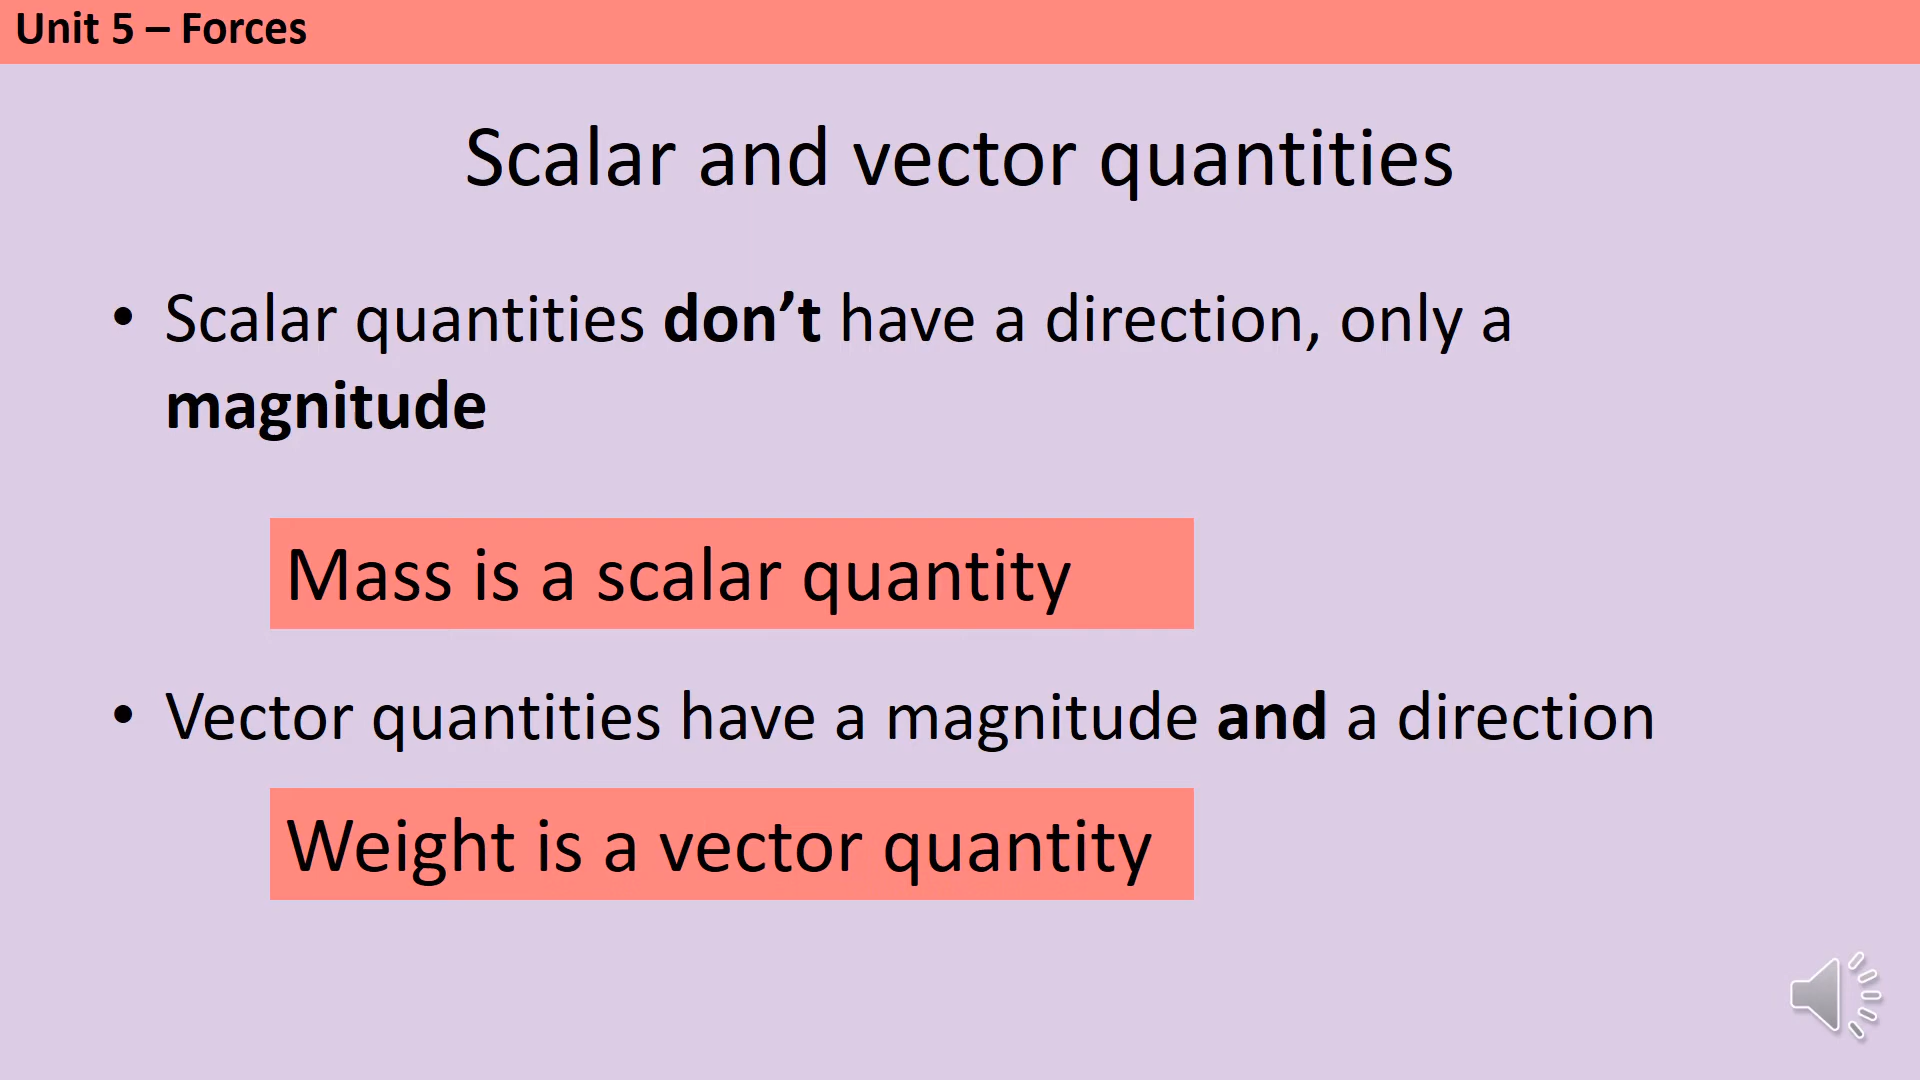 Unit 5 – Forces
Scalar and vector quantities
• Scalar quantities don’t have a direction, only a
magnitude
Mass is a scalar quantity
• Vector quantities have a magnitude and a direction
Weight is a vector quantity